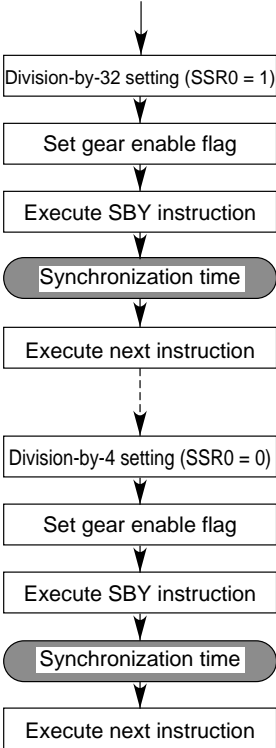 Division-by-32 setting (SSR0 = 1)
Set gear enable flag
Execute SBY instruction
Synchronization time
Execute next instruction
Division-by-4 setting (SSR0 = 0)
Set gear enable flag
Execute SBY instruction
Synchronization time
Execute next instruction